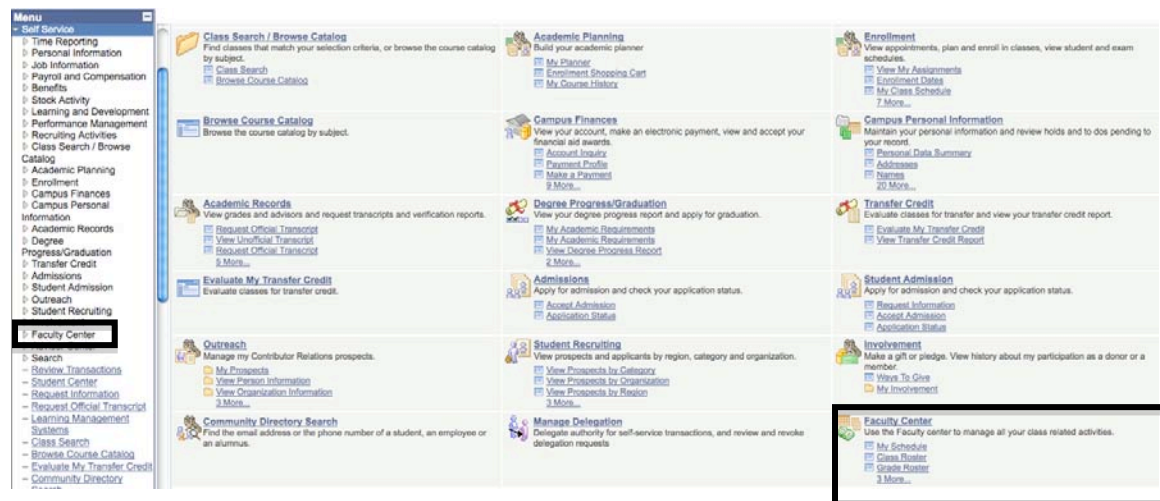 Menu
Self Service
Time Reporting
Personal Information
Job Information
Payroll and Compensation
Benefits
Stock Activity
Learning and Development
Performance Management
Recruiting Activities
Class Search / Browse
Catalog
Academic Planning
Enrollment
Campus Finances
Campus Personal
Information
Academic Records
Degree
Progress/Graduation
Transfer Credit
Admissions
Student Admission
Outreach
Student Recruiting
Faculty Center
Search
Review Transactions
Student Center
Request Information
Request Official Transcript
Learning Management
Systems
Class Search
Browse Course Catalog
Evaluate My Transfer Credit
Community Directory
Class Search / Browse Catalog
Find classes that match your selection criteria, or browse the course catalog
by subject.
Class Search
Browse Course Catalog
Academic Planning
Build your academic planner
My Planner
Enrollment Shopping Cart
My Course History
Enrollment
View appointments, plan and enroll in classes, view student and exam
schedules.
View My Assignments
Enrollment Dates
My Class Schedule
7 More...
Browse Course Catalog
Browse the course catalog by subject.
Campus Finances
View your account, make an electronic payment, view and accept your
financial aid awards.
Account Inquiry
Payment Profile
Make a Payment
9 More...
Campus Personal Information
Maintain your personal information and review holds and to dos pending to
your record.
Personal Data Summary
Addresses
Names
20 More...
Academic Records
View grades and advisors and request transcripts and verification reports.
Request Official Transcript
View Unofficial Transcript
Request Official Transcript
5 More...
Degree Progress/Graduation
View your degree progress report and apply for graduation.
My Academic Requirements
My Academic Requirements
View Degree Progress Report
2 More...
Transfer Credit
Evaluate classes for transfer and view your transfer credit report.
Evaluate My Transfer Credit
View Transfer Credit Report
Evaluate My Transfer Credit
Evaluate classes for transfer credit.
Admissions
Apply for admission and check your application status.
Accept Admission
Application Status
Student Admission
Apply for admission and check your application status.
Request Information
Accept Admission
Application Status
Outreach
Manage my Contributor Relations prospects.
My Prospects
View Person Information
View Organization Information
3 More...
Student Recruiting
View prospects and applicants by region, category and organization.
View Prospects by Category
View Prospects by Organization
View Prospects by Region
3 More...
Involvement
Make a gift or pledge. View history about my participation as a donor or a
member.
Ways To Give
My Involvement
Community Directory Search
Find the email address or the phone number of a student, an employee or
an alumnus.
Manage Delegation
Delegate authority for self-service transactions, and review and revoke
delegation requests
Faculty Center
Use the Faculty center to manage all your class related activities.
My Schedule
Class Roster
Grade Roster
3 More...